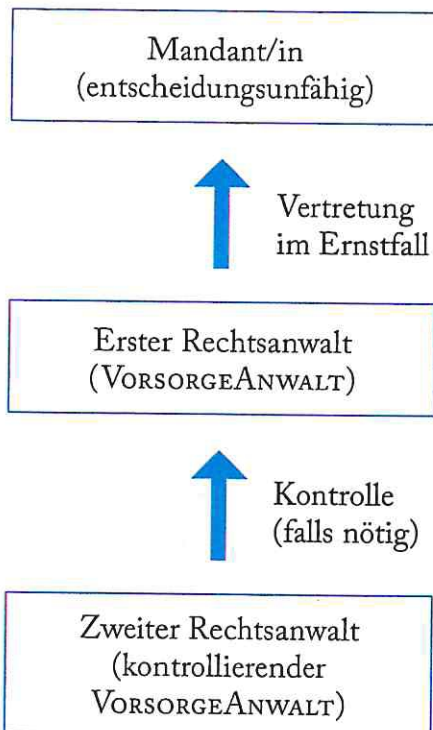 Mandant/in
(entscheidungsunfähig)
Vertretung
im Ernstfall
Erster Rechtsanwalt
(VORSORGEANWALT)
Kontrolle
(falls nötig)
Zweiter Rechtsanwalt
(kontrollierender
VORSORGEANWALT)